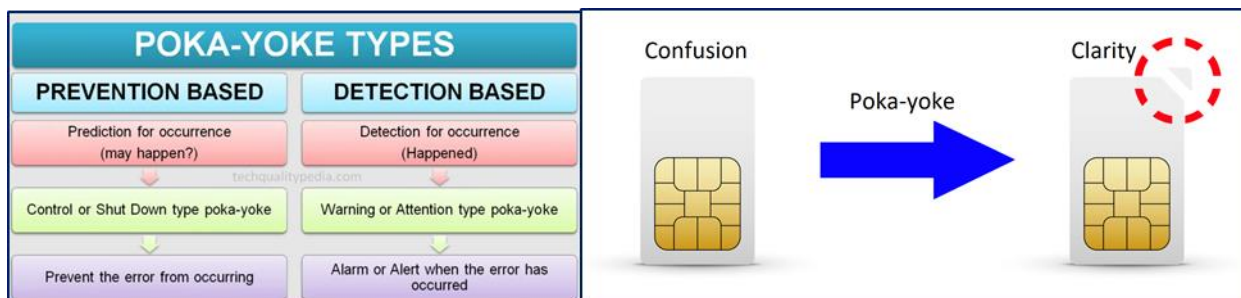 POKA-YOKE TYPES
PREVENTION BASED
Prediction for occurrence
(may happen?)
Control or Shut Down type poka-yoke
Prevent the error from occurring
DETECTION BASED
Detection for occurrence
(Happened)
techqualitypedia.com
Warning or Attention type poka-yoke
Alarm or Alert when the error has
occurred
Confusion
Poka-yoke
Clarity